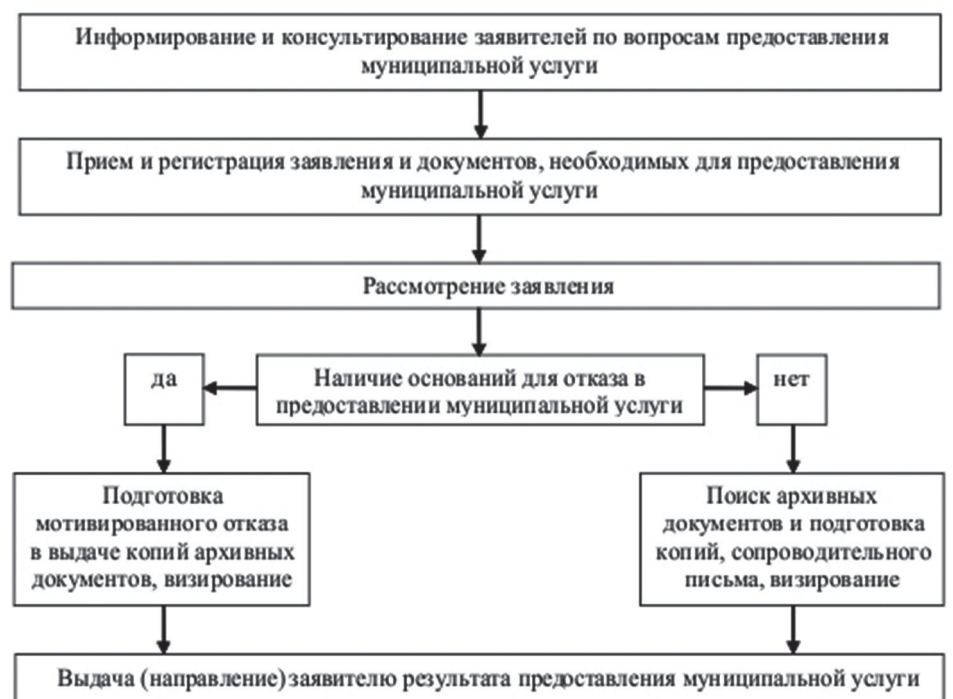 Информирование и консультирование заявителей по вопросам предоставления
муниципальной услуги
Прием и регистрация заявления и документов, необходимых для предоставления
муниципальной услуги
Рассмотрение заявления
да
Наличие оснований для отказа в
предоставлении муниципальной услуги
нет
Подготовка
мотивированного отказа
в выдаче копий архивных
документов, визирование
Поиск архивных
документов и подготовка
копий, сопроводительного
письма, визирование
Выдача (направление) заявителю результата предоставления муниципальной услуги